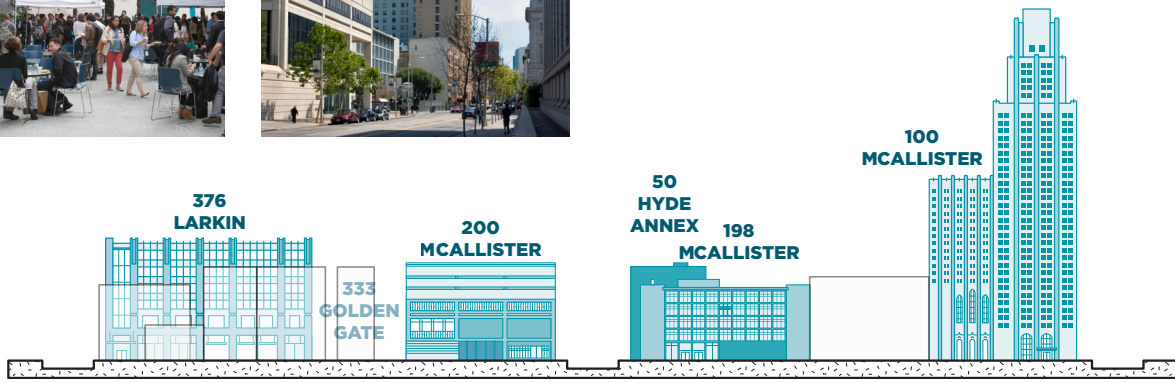 376
LARKIN
333
GOLDEN
GATE
200
MCALLISTER
50
HYDE
ANNEX
198
MCALLISTER
100
MCALLISTER